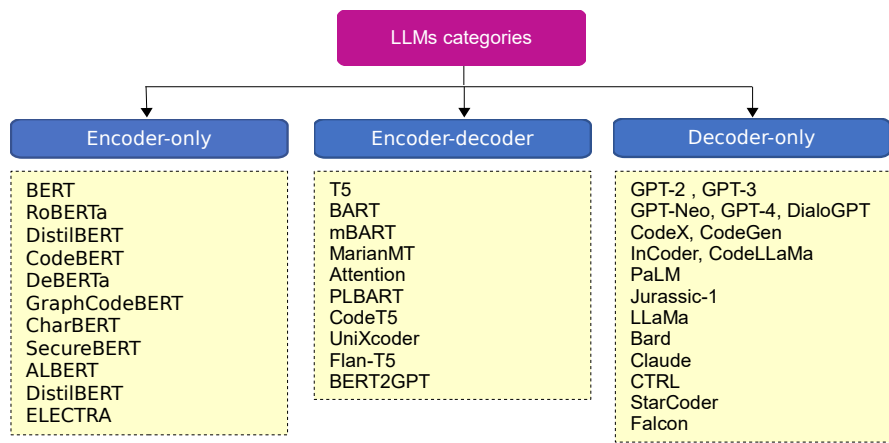 LLMs categories
Encoder-only
Encoder-decoder
Decoder-only
BERT
RoBERTa
DistilBERT
CodeBERT
DeBERTa
GraphCodeBERT
CharBERT
SecureBERT
ALBERT
DistilBERT
ELECTRA
T5
BART
mBART
MarianMT
Attention
PLBART
CodeT5
UniXcoder
Flan-T5
BERT2GPT
GPT-2 , GPT-3
GPT-Neo, GPT-4, DialoGPT
CodeX, CodeGen
InCoder, CodeLLaMa
PaLM
Jurassic-1
LLaMa
Bard
Claude
CTRL
StarCoder
Falcon